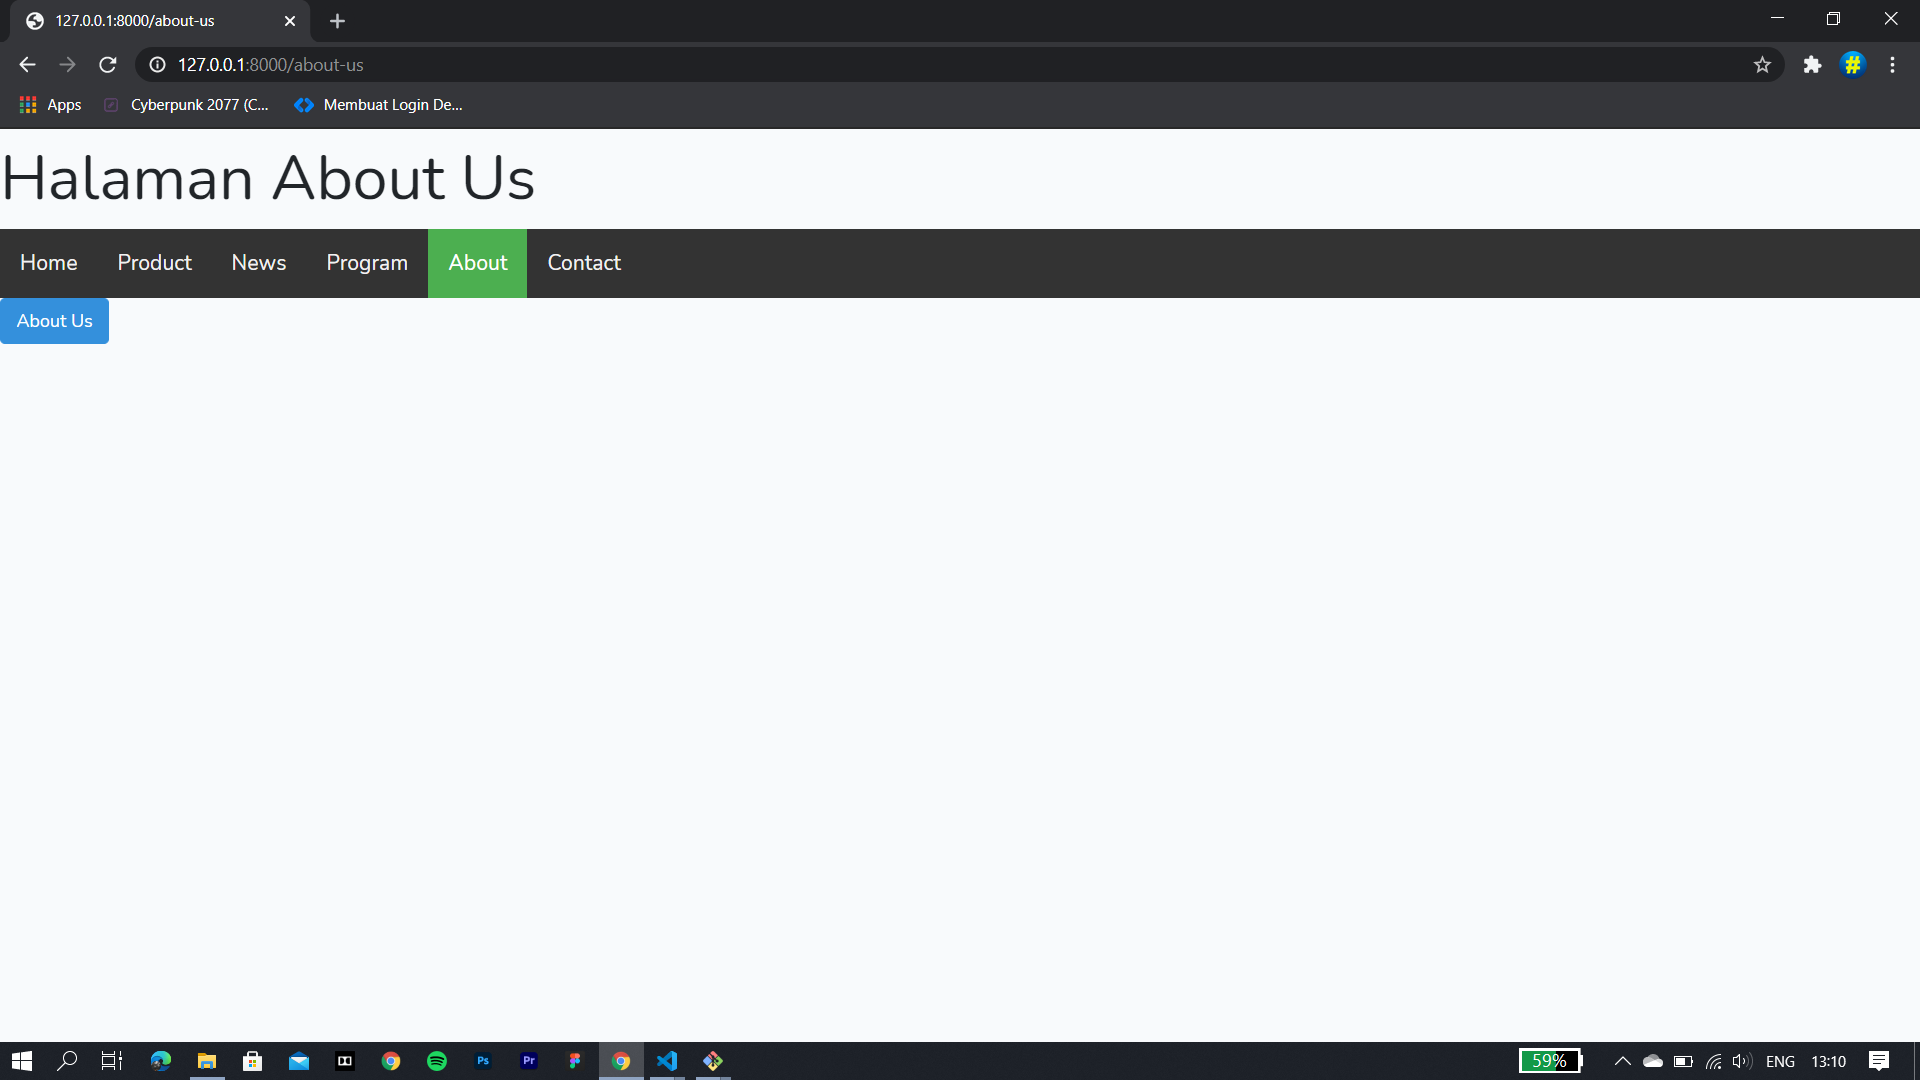 127.0.0.1:8000/about-us
127.0.0.1:8000/about-us
Apps Cyberpunk 2077 (C... Membuat Login De...
Halaman About Us
Home Product News Program About Contact
About Us
Ps Pr 59% ENG 13:10